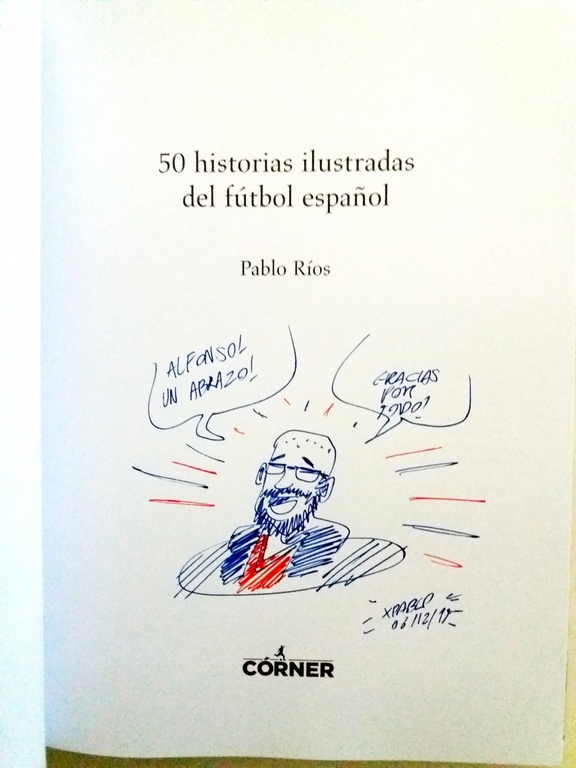 50 historias ilustradas
del fútbol español
Pablo Ríos
ALFONSO!
UN ABRAZO!
GRACIAS
POR
TODO!
CÓRNER